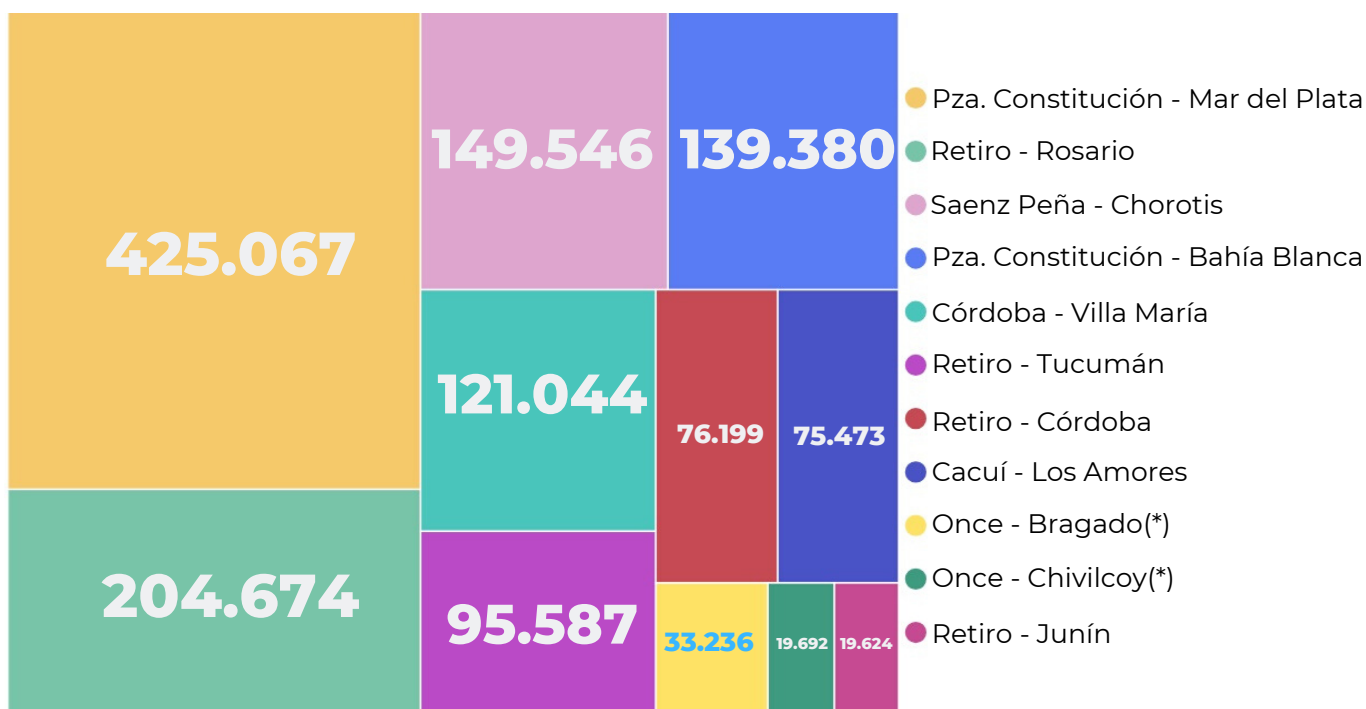 425.067
204.674
149.546
139.380
121.044
95.587
76.199
75.473
33.236
19.692
19.624
Pza. Constitución - Mar del Plata
Retiro - Rosario
Saenz Peña - Chorotis
Pza. Constitución - Bahía Blanca
Córdoba - Villa María
Retiro - Tucumán
Retiro - Córdoba
Cacuí - Los Amores
Once - Bragado(*)
Once - Chivilcoy(*)
Retiro - Junín